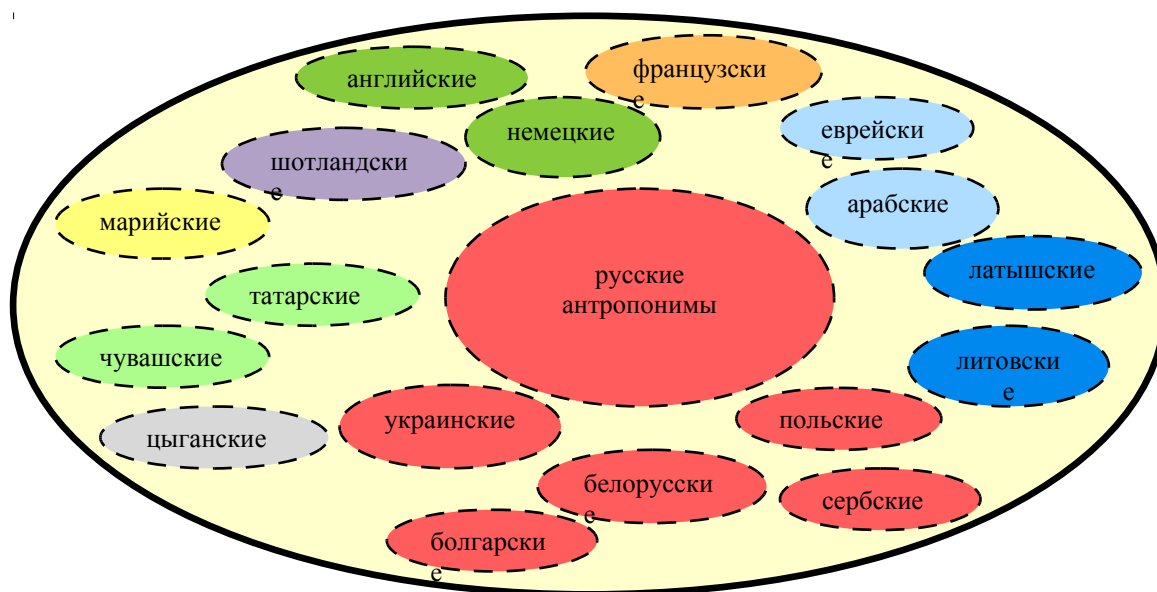 английские
французски
е
немецкие
еврейски
е
шотландски
е
марийские
арабские
латышские
русские
антропонимы
татарские
чувашские
литовски
е
украинские
польские
цыганские
белорусски
е
сербские
болгарски
е